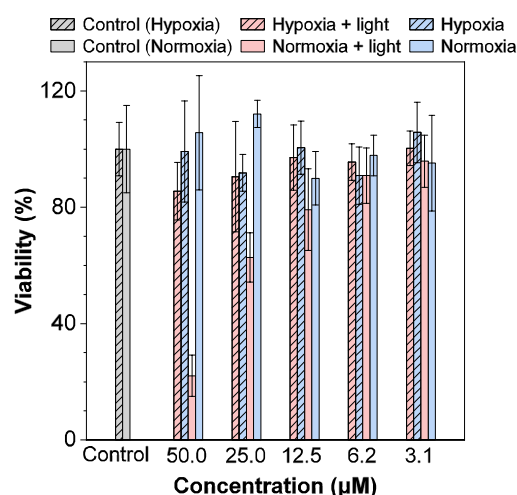 Control (Hypoxia) Hypoxia + light Hypoxia
Control (Normoxia) Normoxia + light Normoxia
120
80
40
0
Viability (%)
Control 50.0 25.0 12.5 6.2 3.1
Concentration (µM)